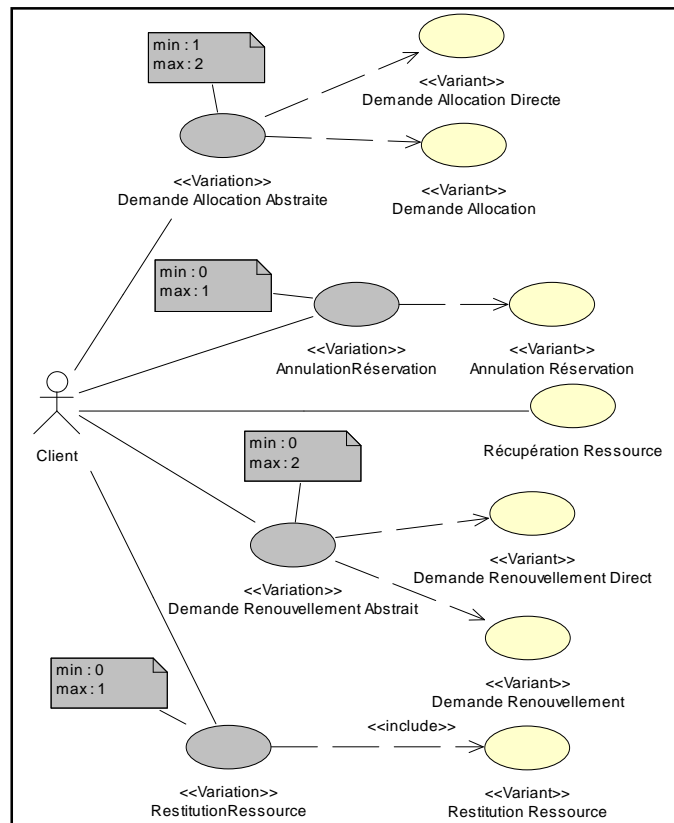 min : 1
max : 2
<<Variant>>
Demande Allocation Directe
<<Variation>>
Demande Allocation Abstraite
<<Variant>>
Demande Allocation
min : 0
max : 1
<<Variation>>
AnnulationRéservation
<<Variant>>
Annulation Réservation
Client
Récupération Ressource
min : 0
max : 2
<<Variation>>
Demande Renouvellement Abstrait
<<Variant>>
Demande Renouvellement Direct
<<Variant>>
Demande Renouvellement
min : 0
max : 1
<<include>>
<<Variation>>
RestitutionRessource
<<Variant>>
Restitution Ressource